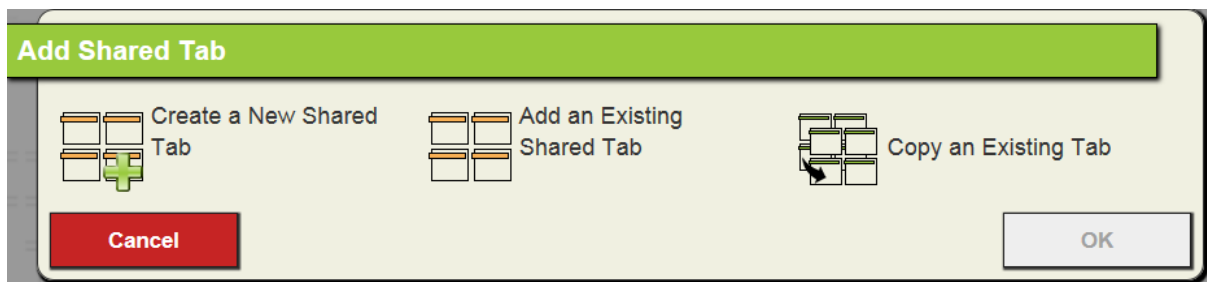 Add Shared Tab
Create a New Shared
Tab
Add an Existing
Shared Tab
Copy an Existing Tab
Cancel
OK